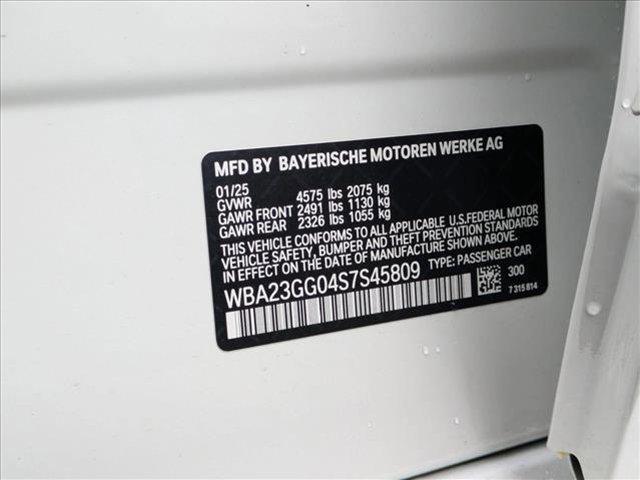 MFD BY BAYERISCHE MOTOREN WERKE AG
01/25
GVWR 4575 lbs 2075 kg
GAWR FRONT 2491 lbs 1130 kg
GAWR REAR 2326 lbs 1055 kg
THIS VEHICLE CONFORMS TO ALL APPLICABLE U.S.FEDERAL MOTOR
VEHICLE SAFETY, BUMPER AND THEFT PREVENTION STANDARDS
IN EFFECT ON THE DATE OF MANUFACTURE SHOWN ABOVE.
WBA23GG04S7S45809 TYPE: PASSENGER CAR
300
7 315 814